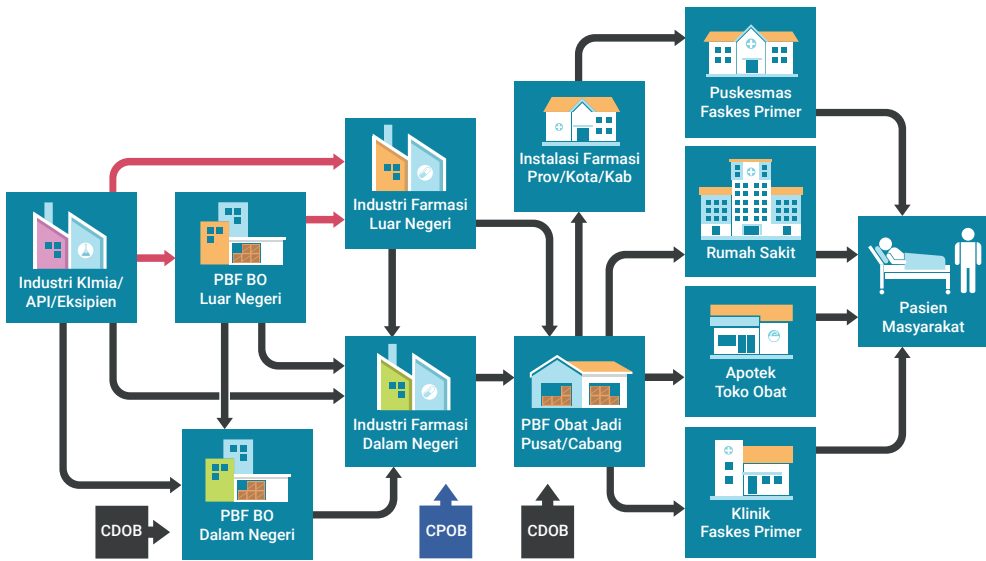 Puskesmas
Faskes Primer
Instalasi Farmasi
Prov/Kota/Kab
Industri Farmasi
Luar Negeri
Rumah Sakit
Industri KImia/
API/Eksipien
PBF BO
Luar Negeri
Pasien
Masyarakat
Apotek
Toko Obat
Industri Farmasi
Dalam Negeri
PBF Obat Jadi
Pusat/Cabang
PBF BO
Dalam Negeri
Klinik
Faskes Primer
CDOB
CPOB
CDOB